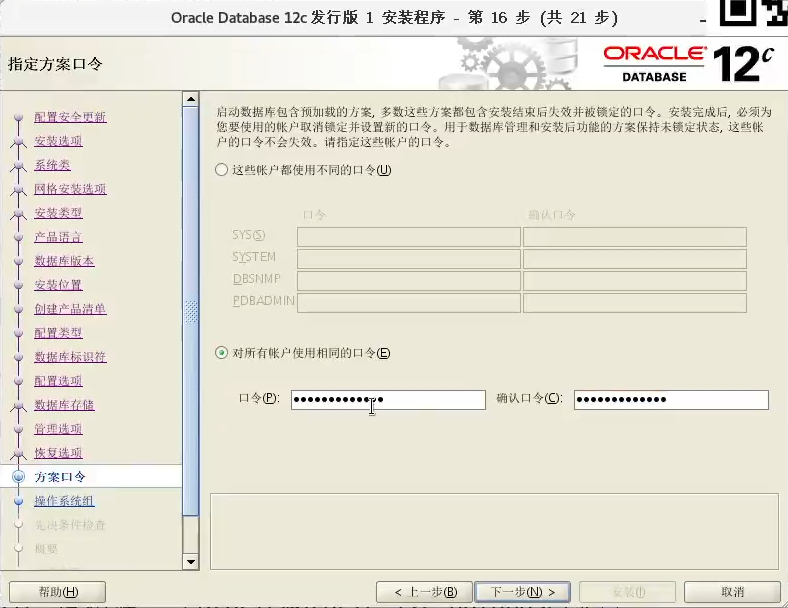 Oracle Database 12c 发行版 1 安装程序 - 第 16 步 (共 21 步)
指定方案口令
ORACLE
DATABASE
12c
配置安全更新
安装选项
系统类
网格安装选项
安装类型
产品语言
数据库版本
安装位置
创建产品清单
配置类型
数据库标识符
配置选项
数据库存储
管理选项
恢复选项
方案口令
操作系统组
先决条件检查
概要
启动数据库包含预加载的方案, 多数这些方案都包含安装结束后失效并被锁定的口令。安装完成后, 必须为
您要使用的帐户取消锁定并设置新的口令。用于数据库管理和安装后功能的方案保持未锁定状态, 这些帐
户的口令不会失效。请指定这些帐户的口令。
这些帐户都使用不同的口令(U)
口令 确认口令
SYS(S)
SYSTEM
DBSNMP
PDBADMIN
对所有帐户使用相同的口令(E)
口令(P): ••••••••••••• 确认口令(C): •••••••••••••
帮助(H) < 上一步(B) 下一步(N) > 安装(I) 取消